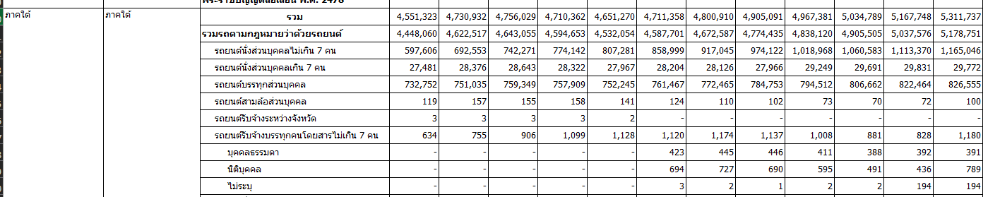 พระราชบัญญัติล้อเลื่อน พ.ศ. 2478
ภาคใต้ ภาคใต้ รวม 4,551,323 4,730,932 4,756,029 4,710,362 4,651,270 4,711,358 4,800,910 4,905,091 4,967,381 5,034,789 5,167,748 5,311,737
รวมรถตามกฎหมายว่าด้วยรถยนต์ 4,448,060 4,622,517 4,643,055 4,594,653 4,532,054 4,587,701 4,672,587 4,774,435 4,838,120 4,905,505 5,037,576 5,178,751
รถยนต์นั่งส่วนบุคคลไม่เกิน 7 คน 597,606 692,553 742,271 774,142 807,281 858,999 917,045 974,122 1,018,968 1,060,583 1,113,370 1,165,046
รถยนต์นั่งส่วนบุคคลเกิน 7 คน 27,481 28,376 28,643 28,322 27,967 28,204 28,126 27,966 29,249 29,691 29,831 29,772
รถยนต์บรรทุกส่วนบุคคล 732,752 751,035 759,349 757,909 752,245 761,467 772,465 784,753 794,512 806,662 822,464 826,555
รถยนต์สามล้อส่วนบุคคล 119 157 155 158 141 124 110 102 73 70 72 100
รถยนต์รับจ้างระหว่างจังหวัด 3 3 3 3 2 - - - - - - -
รถยนต์รับจ้างบรรทุกคนโดยสารไม่เกิน 7 คน 634 755 906 1,099 1,128 1,120 1,174 1,137 1,008 881 828 1,180
บุคคลธรรมดา - - - - - 423 445 446 411 388 392 391
นิติบุคคล - - - - - 694 727 690 595 491 436 789
ไม่ระบุ - - - - - 3 2 1 2 2 194 194